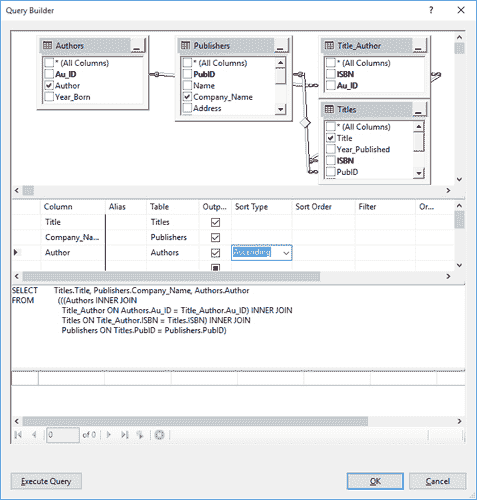 Query Builder
? ×
Authors
* (All Columns)
Au_ID
Author
Year_Born
Publishers
* (All Columns)
PubID
Name
Company_Name
Address
Title_Author
* (All Columns)
ISBN
Au_ID
Titles
* (All Columns)
Title
Year_Published
ISBN
PubID
Column Alias Table Outp... Sort Type Sort Order Filter Or...
Title Titles
Company_Na... Publishers
Author Authors Ascending
SELECT Titles.Title, Publishers.Company_Name, Authors.Author
FROM (((Authors INNER JOIN
Title_Author ON Authors.Au_ID = Title_Author.Au_ID) INNER JOIN
Titles ON Title_Author.ISBN = Titles.ISBN) INNER JOIN
Publishers ON Titles.PubID = Publishers.PubID)
0 of 0
Execute Query OK Cancel